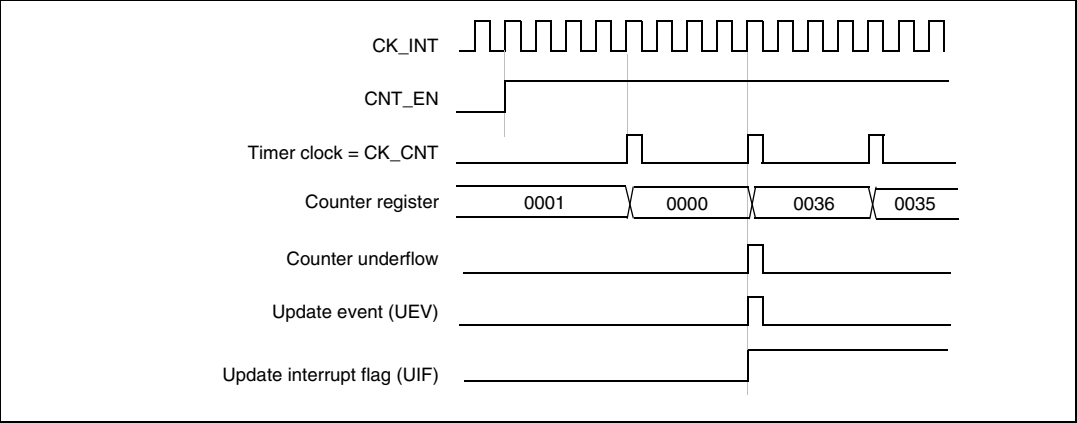 CK_INT
CNT_EN
Timer clock = CK_CNT
Counter register
0001 0000 0036 0035
Counter underflow
Update event (UEV)
Update interrupt flag (UIF)